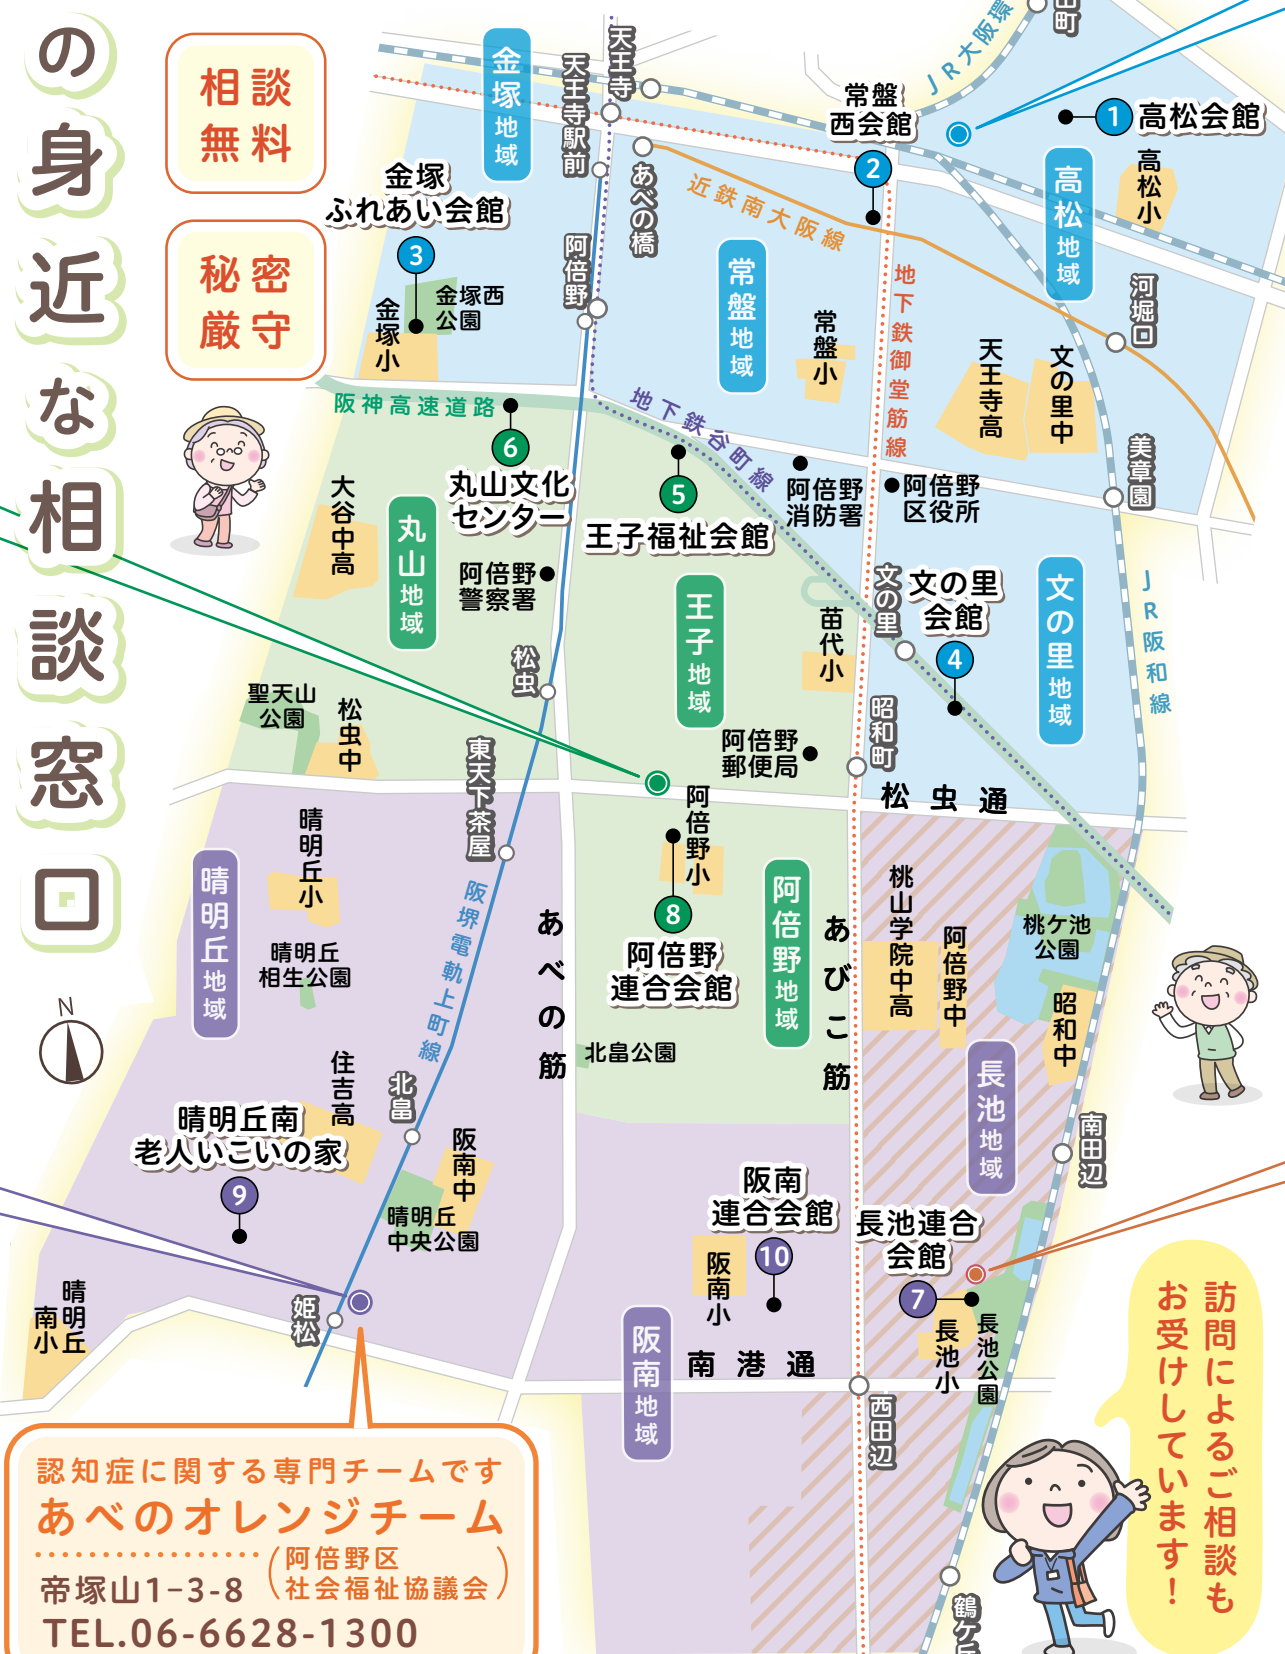 の身近な相談窓口
相談
無料
秘密
厳守
金塚地域
天王寺
天王寺駅前
あべの橋
阿倍野
近鉄南大阪線
JR大阪環
田町
常盤
西会館
2
1
高松会館
高松小
高松地域
金塚
ふれあい会館
3
金塚西
公園
金塚小
常盤地域
常盤小
地下鉄御堂筋線
河堀口
天王寺高
文の里中
美章園
阪神高速道路
地下鉄谷町線
6
丸山文化
センター
5
王子福祉会館
阿倍野
消防署
阿倍野
区役所
大谷中高
丸山地域
阿倍野
警察署
王子地域
苗代小
文の里
文の里
会館
4
文の里地域
JR阪和線
松虫
聖天山
公園
松虫中
阿倍野
郵便局
昭和町
松虫通
東天下茶屋
晴明丘小
晴明丘地域
晴明丘
相生公園
阪堺電軌上町線
あべの筋
阿倍野小
8
阿倍野
連合会館
阿倍野地域
あびこ筋
桃山学院中高
阿倍野中
桃ケ池
公園
昭和中
長池地域
北畠公園
N
住吉高
北畠
晴明丘南
老人いこいの家
9
阪南中
晴明丘
中央公園
阪南
連合会館
10
阪南小
長池連合
会館
7
長池小
長池公園
南田辺
晴明丘
南小
姫松
阪南地域
南港通
西田辺
鶴ケ丘
訪問によるご相談も
お受けしています!
認知症に関する専門チームです
あべのオレンジチーム
(阿倍野区
社会福祉協議会)
帝塚山1-3-8
TEL.06-6628-1300